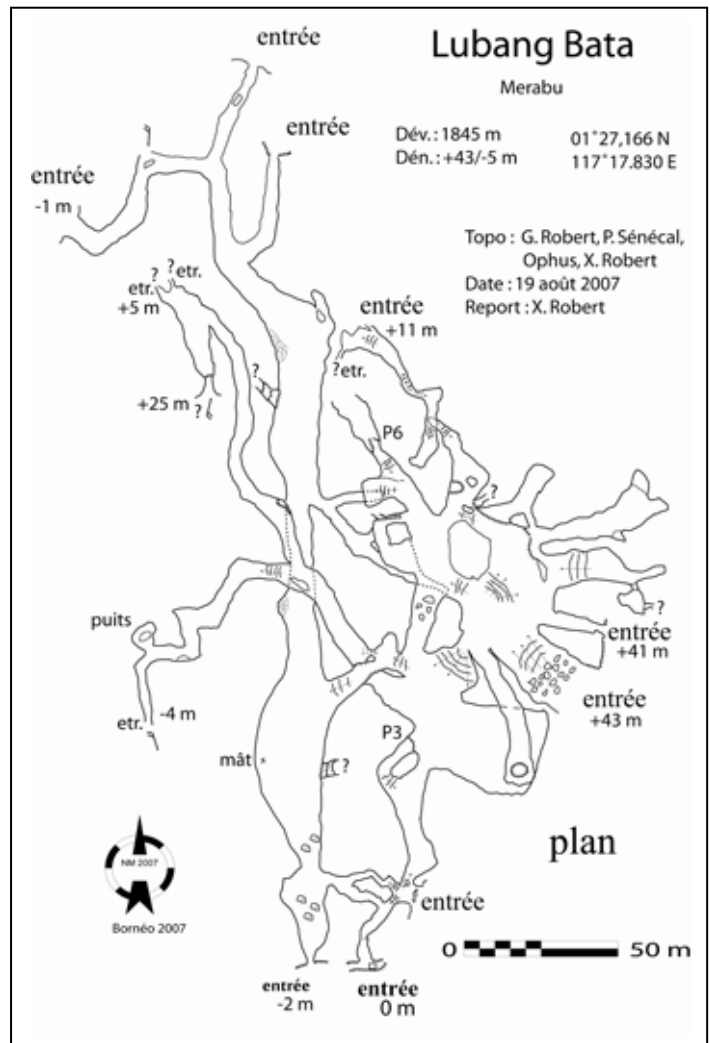 Lubang Bata
Merabu
Dév. : 1845 m
Dén. : +43/-5 m
01°27,166 N
117°17.830 E
Topo : G. Robert, P. Sénécal,
Ophus, X. Robert
Date : 19 août 2007
Report : X. Robert
entrée
entrée
entrée
-1 m
? ? etr.
etr.
+5 m
+25 m ?
?
entrée
+11 m
? etr.
P6
?
?
entrée
+41 m
entrée
+43 m
puits
etr. -4 m
mât
P3
?
plan
NM 2007
Bornéo 2007
entrée
0 50 m
entrée
-2 m
entrée
0 m